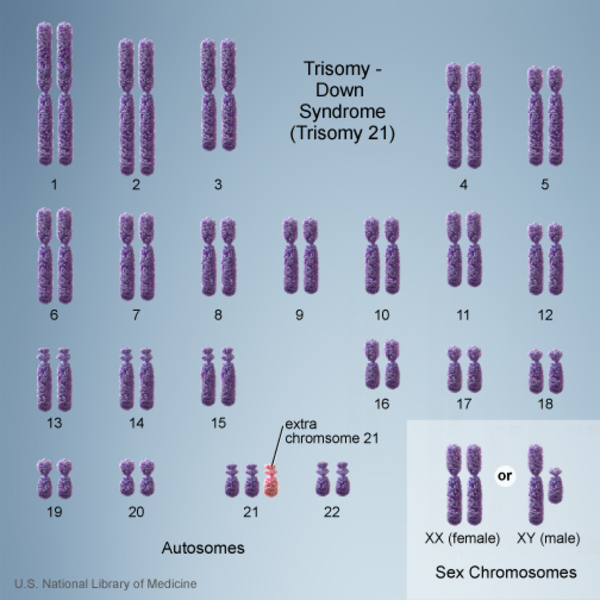 Trisomy -
Down
Syndrome
(Trisomy 21)
1
2
3
4
5
6
7
8
9
10
11
12
13
14
15
16
17
18
extra
chromsome 21
19
20
21
22
or
XX (female)
XY (male)
Autosomes
Sex Chromosomes
U.S. National Library of Medicine